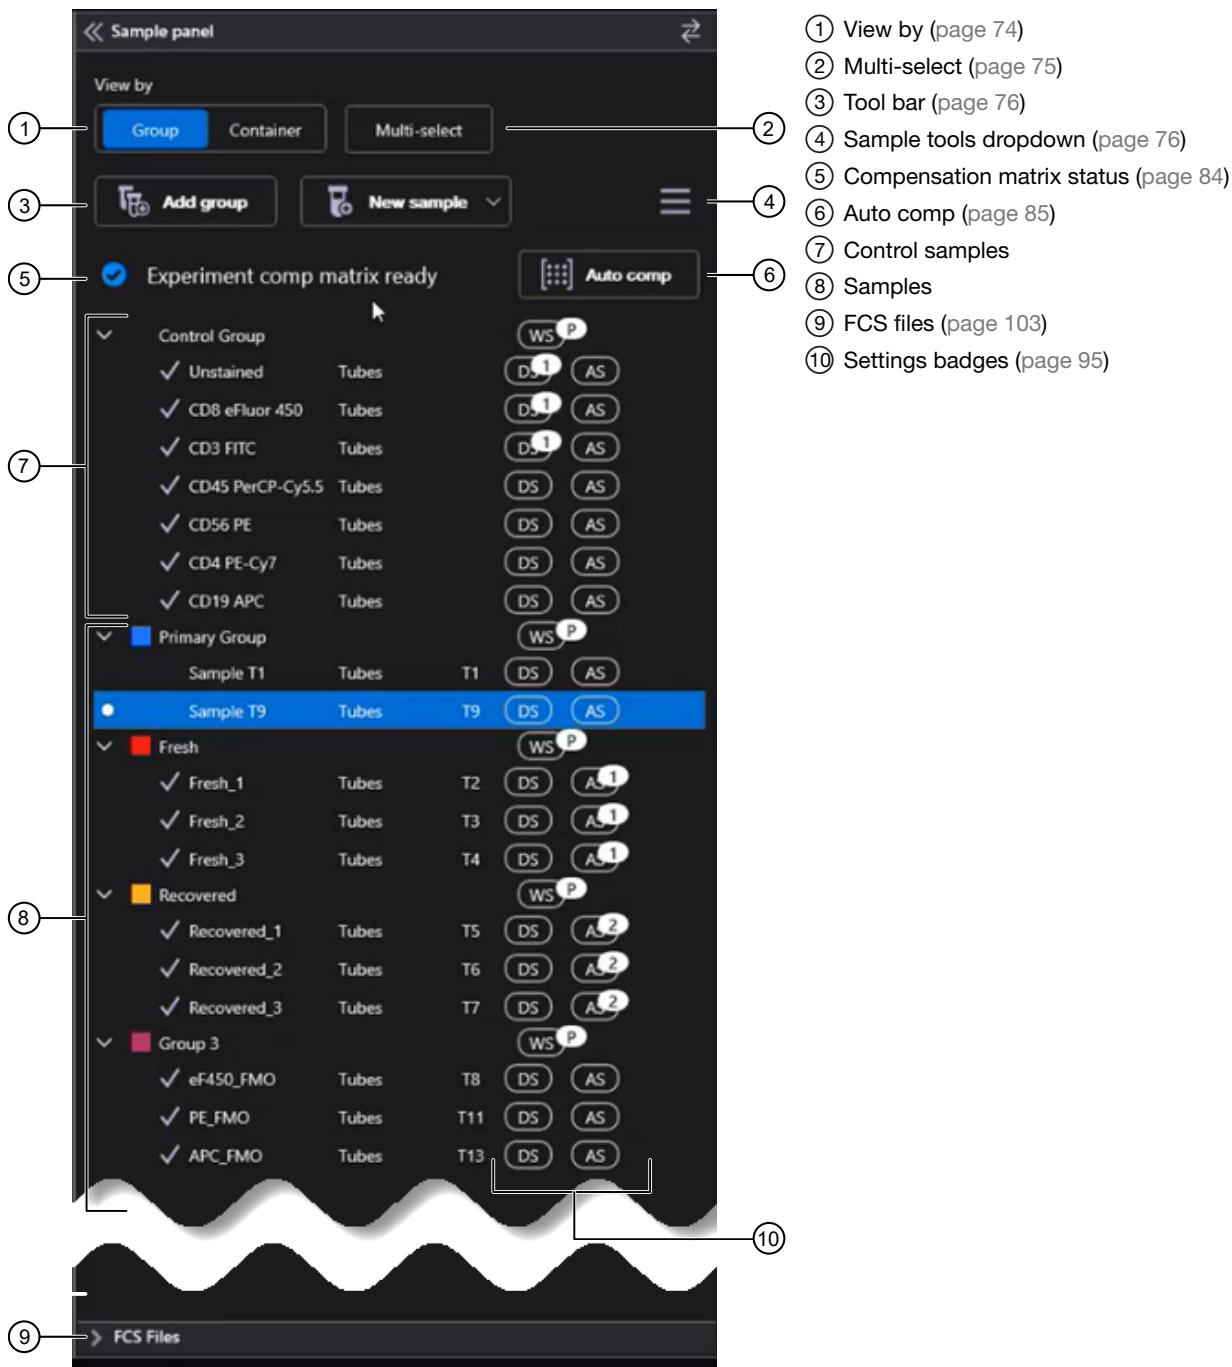 Sample panel
View by
Group Container Multi-select
Add group New sample
Experiment comp matrix ready Auto comp
Control Group WS P
Unstained Tubes DS 1 AS
CD8 eFluor 450 Tubes DS 1 AS
CD3 FITC Tubes DS 1 AS
CD45 PerCP-Cy5.5 Tubes DS AS
CD56 PE Tubes DS AS
CD4 PE-Cy7 Tubes DS AS
CD19 APC Tubes DS AS
Primary Group WS P
Sample T1 Tubes T1 DS AS
Sample T9 Tubes T9 DS AS
Fresh WS P
Fresh_1 Tubes T2 DS AS 1
Fresh_2 Tubes T3 DS AS 1
Fresh_3 Tubes T4 DS AS 1
Recovered WS P
Recovered_1 Tubes T5 DS AS 2
Recovered_2 Tubes T6 DS AS 2
Recovered_3 Tubes T7 DS AS 2
Group 3 WS P
eF450_FMO Tubes T8 DS AS
PE_FMO Tubes T11 DS AS
APC_FMO Tubes T13 DS AS
FCS Files
1
3
5
7
8
9
2
4
6
10
1 View by (page 74)
2 Multi-select (page 75)
3 Tool bar (page 76)
4 Sample tools dropdown (page 76)
5 Compensation matrix status (page 84)
6 Auto comp (page 85)
7 Control samples
8 Samples
9 FCS files (page 103)
10 Settings badges (page 95)